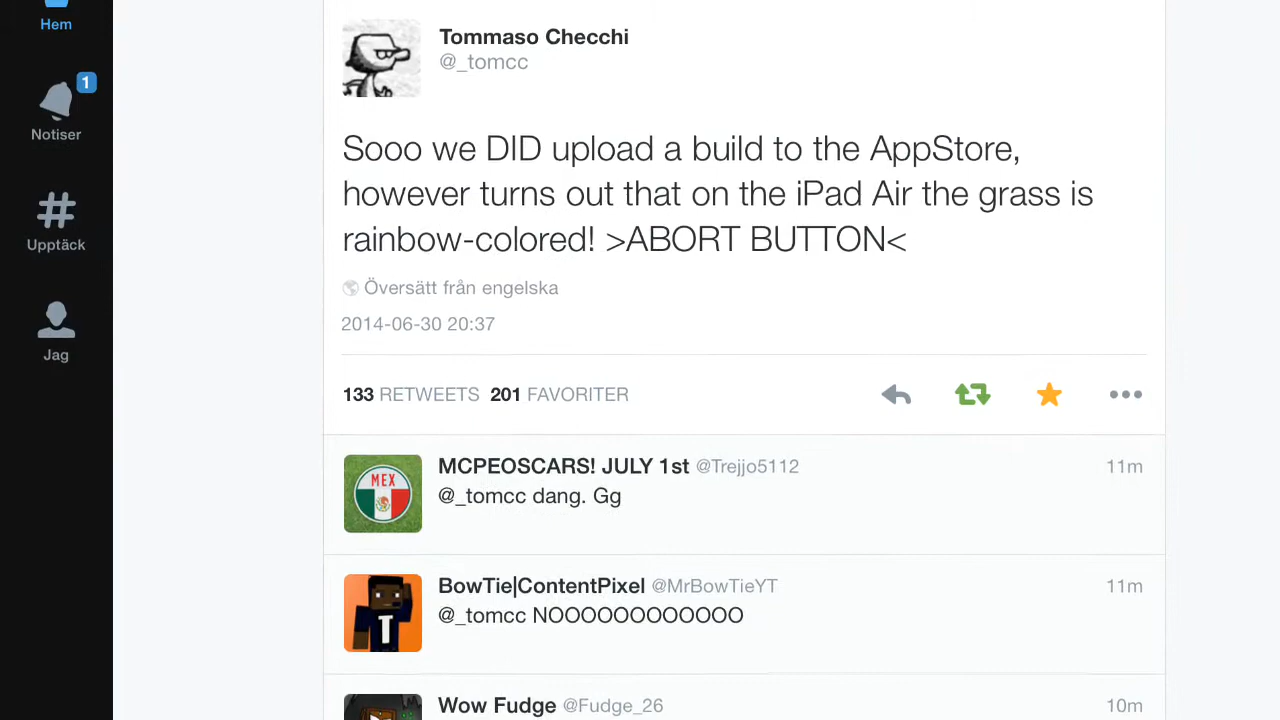 Hem
1
Notiser
Upptäck
Jag
Tommaso Checchi
@_tomcc
Sooo we DID upload a build to the AppStore,
however turns out that on the iPad Air the grass is
rainbow-colored! >ABORT BUTTON<
Översätt från engelska
2014-06-30 20:37
133 RETWEETS 201 FAVORITER
MCPEOSCARS! JULY 1st @Trejjo5112 11m
@_tomcc dang. Gg
MEX
BowTie|ContentPixel @MrBowTieYT 11m
@_tomcc NOOOOOOOOOOOO
Wow Fudge @Fudge_26 10m